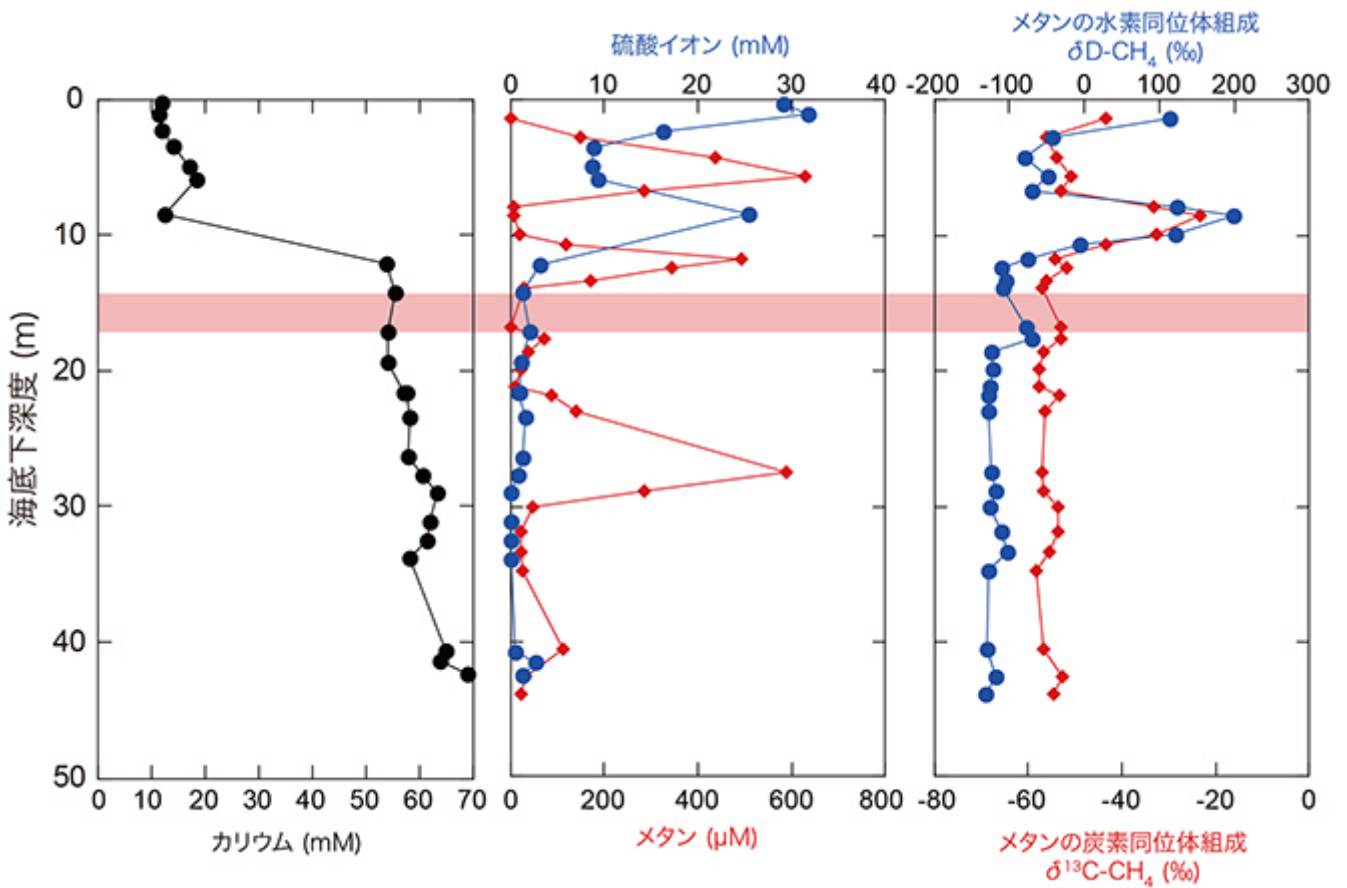 硫酸イオン (mM)
0 10 20 30 40
メタンの水素同位体組成
δD-CH₄ (‰)
-200 -100 0 100 200 300
海底下深度 (m)
0
10
20
30
40
50
0 10 20 30 40 50 60 70
カリウム (mM)
0 200 400 600 800
メタン (µM)
-80 -60 -40 -20 0
メタンの炭素同位体組成
δ¹³C-CH₄ (‰)